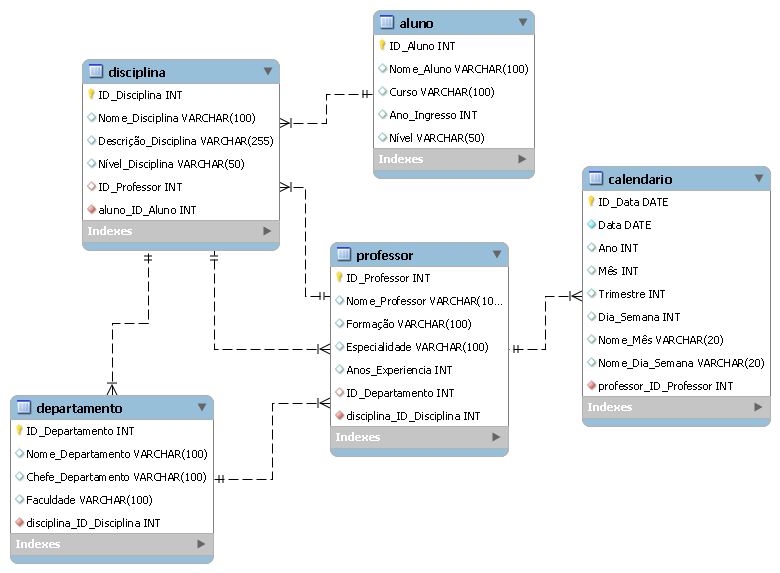 aluno
ID_Aluno INT
Nome_Aluno VARCHAR(100)
Curso VARCHAR(100)
Ano_Ingresso INT
Nível VARCHAR(50)
Indexes
disciplina
ID_Disciplina INT
Nome_Disciplina VARCHAR(100)
Descrição_Disciplina VARCHAR(255)
Nível_Disciplina VARCHAR(50)
ID_Professor INT
aluno_ID_Aluno INT
Indexes
calendario
ID_Data DATE
Data DATE
Ano INT
Mês INT
Trimestre INT
Dia_Semana INT
Nome_Mês VARCHAR(20)
Nome_Dia_Semana VARCHAR(20)
professor_ID_Professor INT
Indexes
professor
ID_Professor INT
Nome_Professor VARCHAR(10...
Formação VARCHAR(100)
Especialidade VARCHAR(100)
Anos_Experiencia INT
ID_Departamento INT
disciplina_ID_Disciplina INT
Indexes
departamento
ID_Departamento INT
Nome_Departamento VARCHAR(100)
Chefe_Departamento VARCHAR(100)
Faculdade VARCHAR(100)
disciplina_ID_Disciplina INT
Indexes